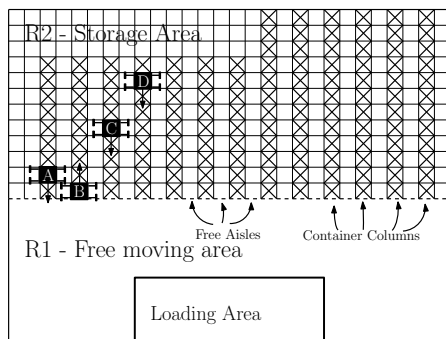 R2 - Storage Area
D
C
A
B
Free Aisles
Container Columns
R1 - Free moving area
Loading Area